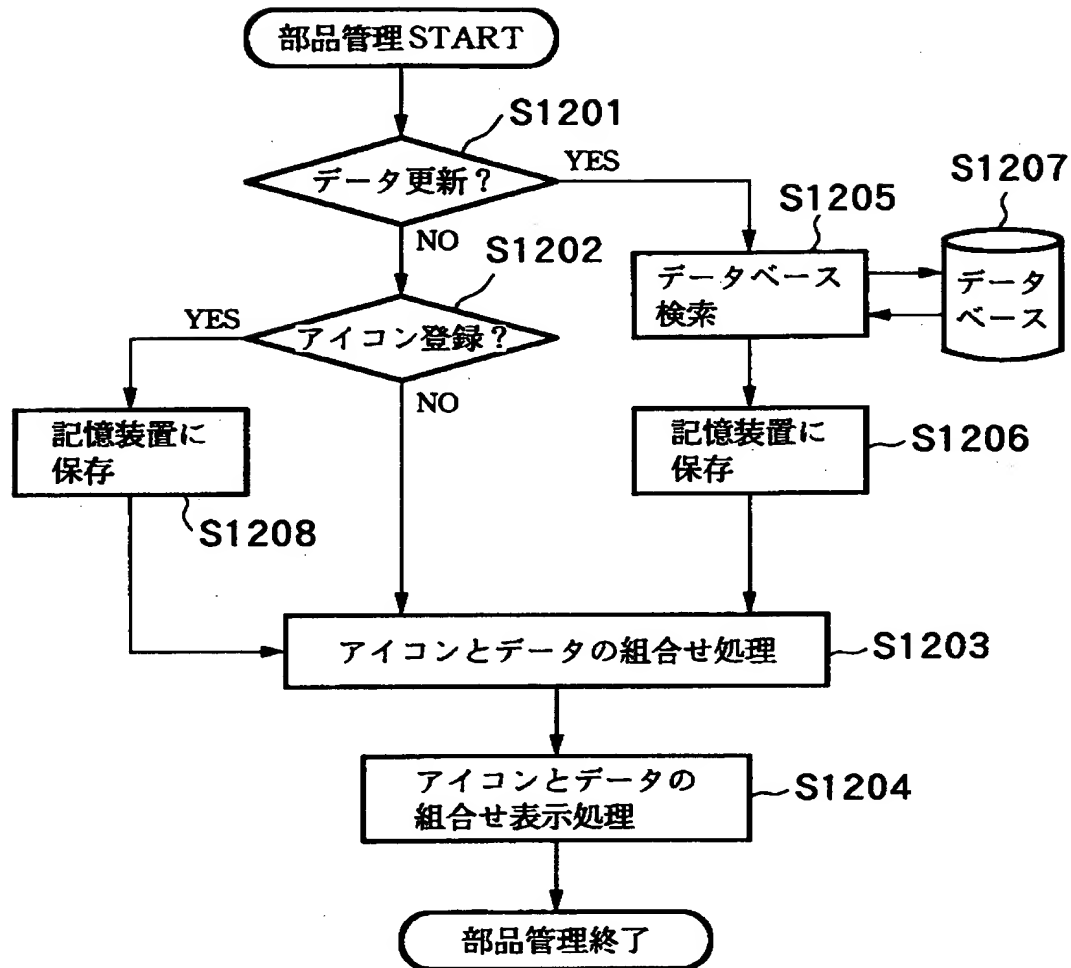 部品管理START
S1201
データ更新?
YES
NO
S1202
アイコン登録?
YES
NO
S1205
データベース
検索
S1207
データ
ベース
記憶装置に
保存
S1208
記憶装置に
保存
S1206
アイコンとデータの組合せ処理
S1203
アイコンとデータの
組合せ表示処理
S1204
部品管理終了